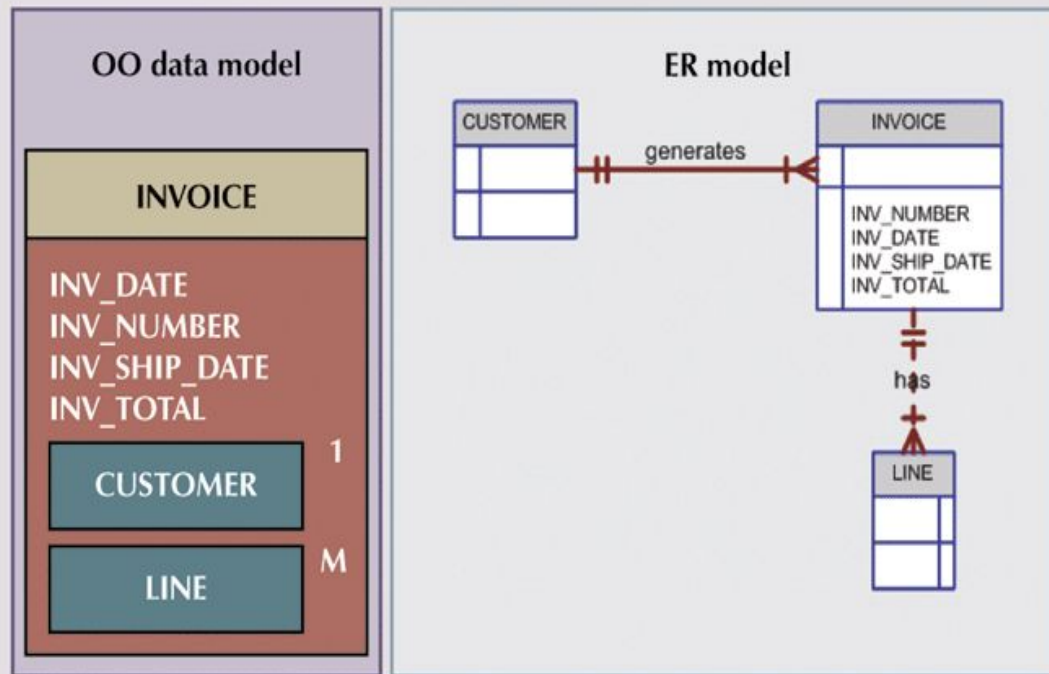 OO data model
INVOICE
INV_DATE
INV_NUMBER
INV_SHIP_DATE
INV_TOTAL
CUSTOMER
1
LINE
M
ER model
CUSTOMER
generates
INVOICE
INV_NUMBER
INV_DATE
INV_SHIP_DATE
INV_TOTAL
has
LINE